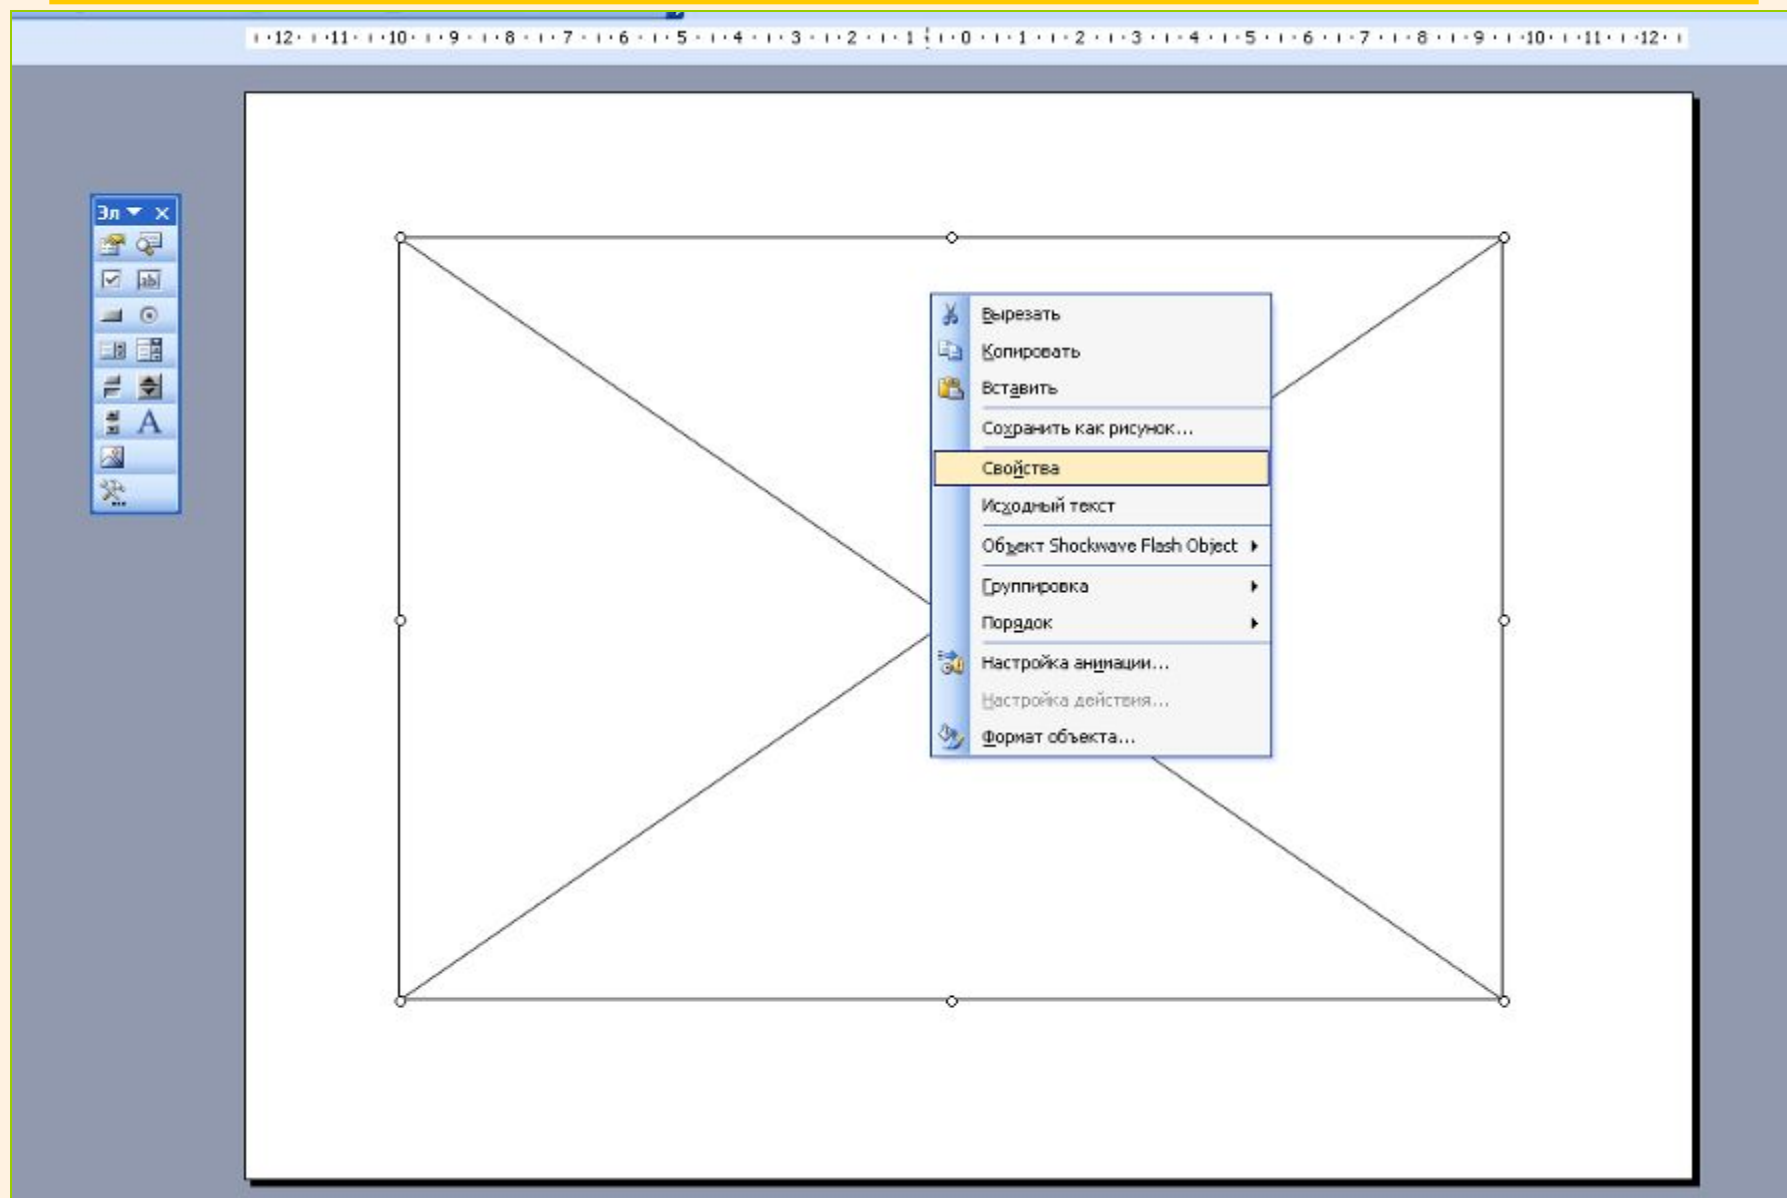 12 11 10 9 8 7 6 5 4 3 2 1 0 1 2 3 4 5 6 7 8 9 10 11 12
Эл
Вырезать
Копировать
Вставить
Сохранить как рисунок...
Свойства
Исходный текст
Объект Shockwave Flash Object
Группировка
Порядок
Настройка анимации...
Настройка действия...
Формат объекта...
ab
A